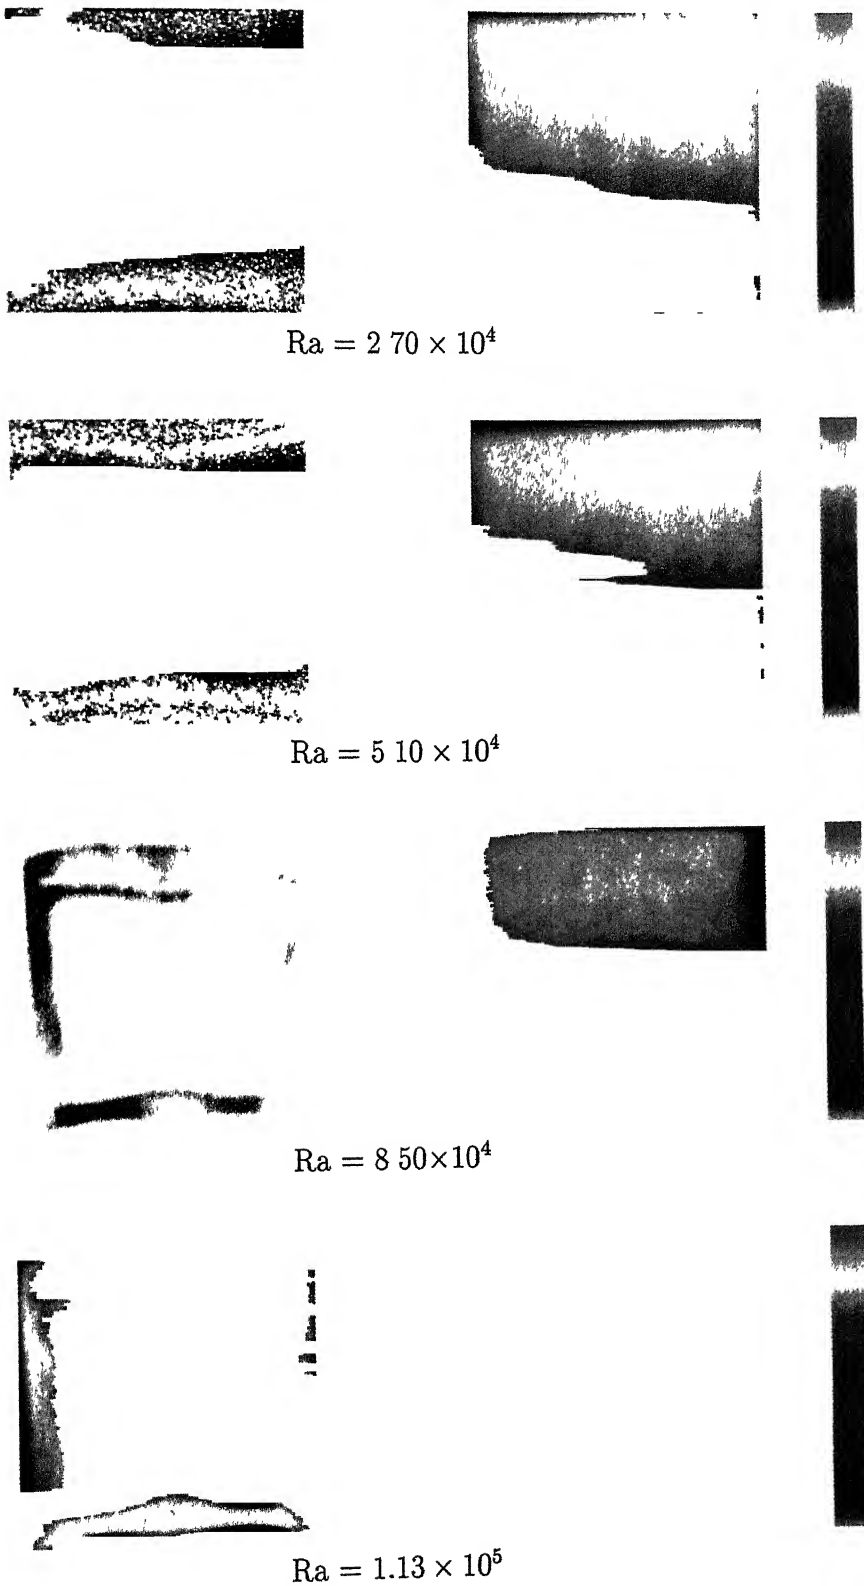 Ra = 2 70 × 10⁴
Ra = 5 10 × 10⁴
Ra = 8 50×10⁴
Ra = 1.13 × 10⁵